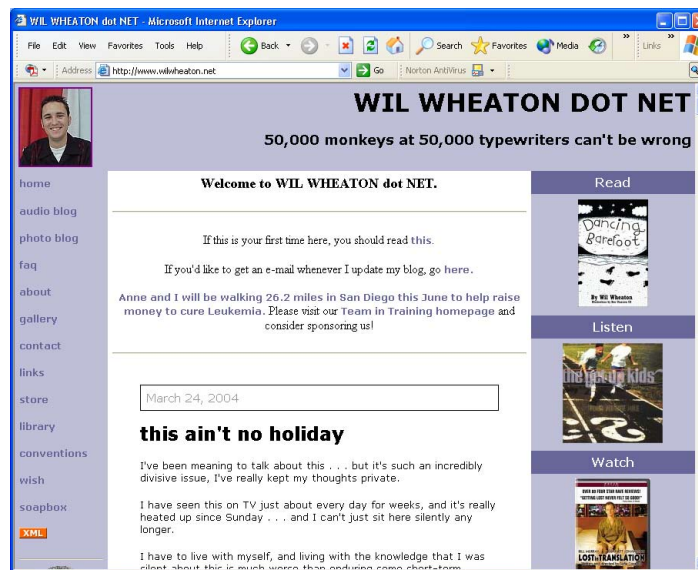 WIL WHEATON dot NET - Microsoft Internet Explorer
File Edit View Favorites Tools Help Back Search Favorites Media Links
Address http://www.wilwheaton.net Go Norton AntiVirus
WIL WHEATON DOT NET
50,000 monkeys at 50,000 typewriters can't be wrong
home
audio blog
photo blog
faq
about
gallery
contact
links
store
library
conventions
wish
soapbox
XML
Welcome to WIL WHEATON dot NET.
If this is your first time here, you should read this.
If you'd like to get an e-mail whenever I update my blog, go here.
Anne and I will be walking 26.2 miles in San Diego this June to help raise
money to cure Leukemia. Please visit our Team in Training homepage and
consider sponsoring us!
March 24, 2004
this ain't no holiday
I've been meaning to talk about this . . . but it's such an incredibly
divisive issue, I've really kept my thoughts private.
I have seen this on TV just about every day for weeks, and it's really
heated up since Sunday . . . and I can't just sit here silently any
longer.
I have to live with myself, and living with the knowledge that I was
silent about this is much worse than enduring some short-term
Read
Dancing
Barefoot
By Wil Wheaton
Listen
the get up kids
Watch
LOST IN TRANSLATION